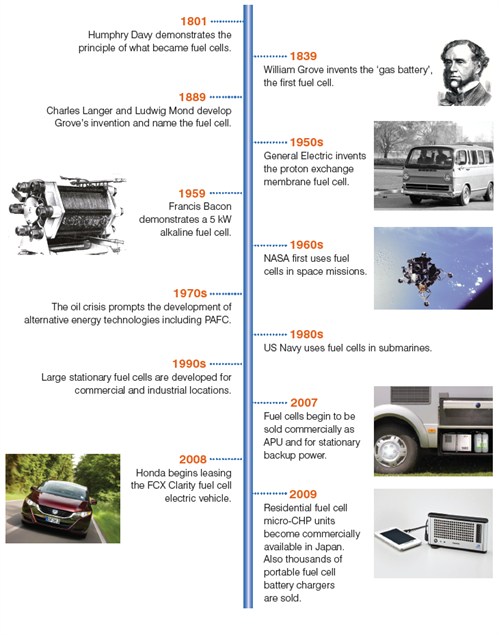 1801
Humphry Davy demonstrates the
principle of what became fuel cells.
1839
William Grove invents the ‘gas battery’,
the first fuel cell.
1889
Charles Langer and Ludwig Mond develop
Grove’s invention and name the fuel cell.
1950s
General Electric invents
the proton exchange
membrane fuel cell.
1959
Francis Bacon
demonstrates a 5 kW
alkaline fuel cell.
1960s
NASA first uses fuel
cells in space missions.
1970s
The oil crisis prompts the development of
alternative energy technologies including PAFC.
1980s
US Navy uses fuel cells in submarines.
1990s
Large stationary fuel cells are developed for
commercial and industrial locations.
2007
Fuel cells begin to be
sold commercially as
APU and for stationary
backup power.
2008
Honda begins leasing
the FCX Clarity fuel cell
electric vehicle.
2009
Residential fuel cell
micro-CHP units
become commercially
available in Japan.
Also thousands of
portable fuel cell
battery chargers
are sold.